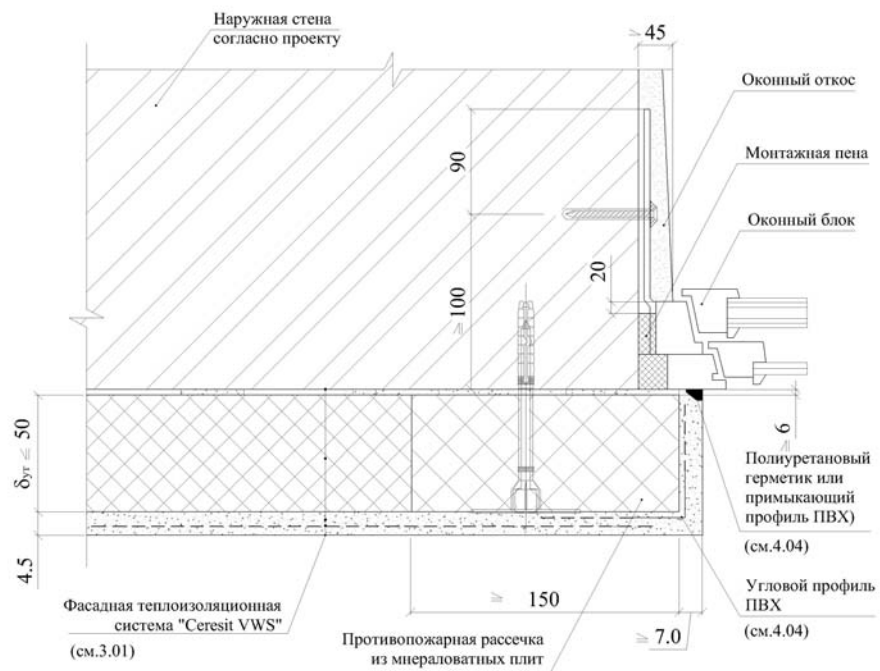 Наружная стена
согласно проекту
≥ 45
Оконный откос
90
Монтажная пена
Оконный блок
20
≥ 100
δут ≤ 50
≥ 6
Полиуретановый
герметик или
примыкающий
профиль ПВХ)
(см.4.04)
4.5
Угловой профиль
ПВХ
(см.4.04)
≥ 150
≥ 7.0
Фасадная теплоизоляционная
система "Ceresit VWS"
(см.3.01)
Противопожарная рассечка
из мнераловатных плит